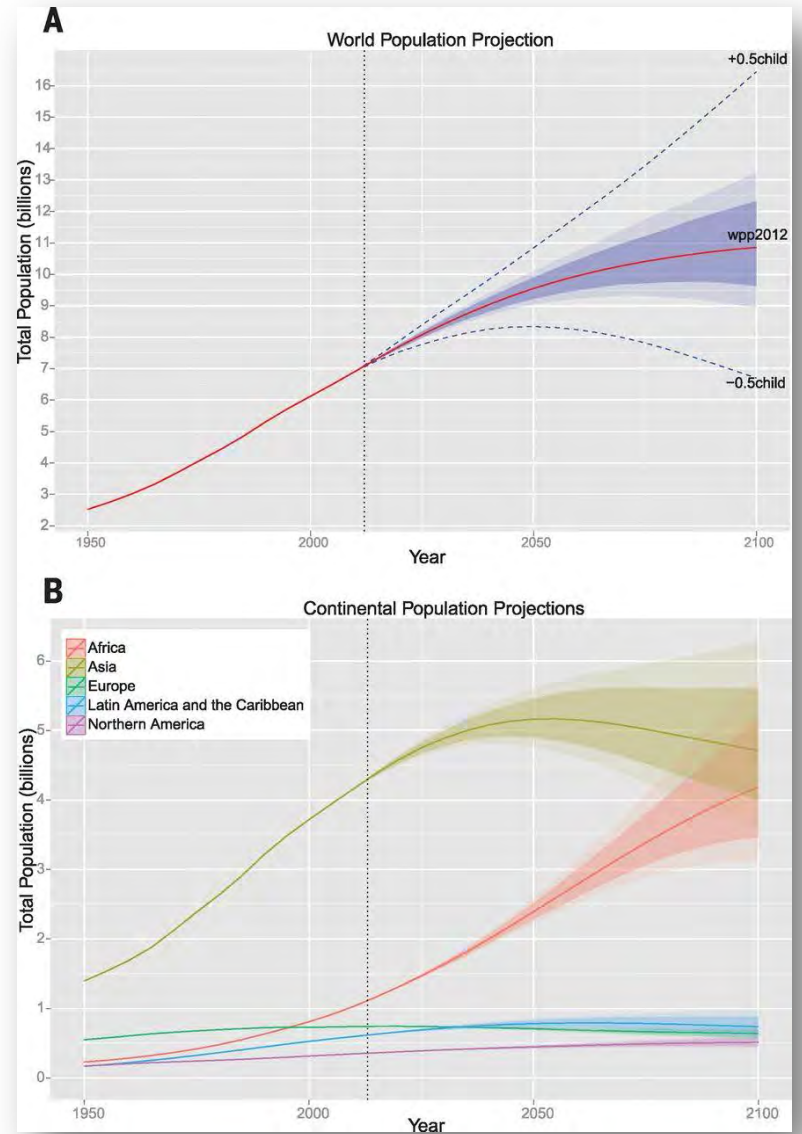 A
World Population Projection
+0.5child
16
15
14
13
12
wpp2012
11
10
9
8
7
−0.5child
6
5
4
3
2
Total Population (billions)
1950
2000
2050
2100
Year
B
Continental Population Projections
Africa
Asia
Europe
Latin America and the Caribbean
Northern America
6
5
4
3
2
1
0
Total Population (billions)
1950
2000
2050
2100
Year